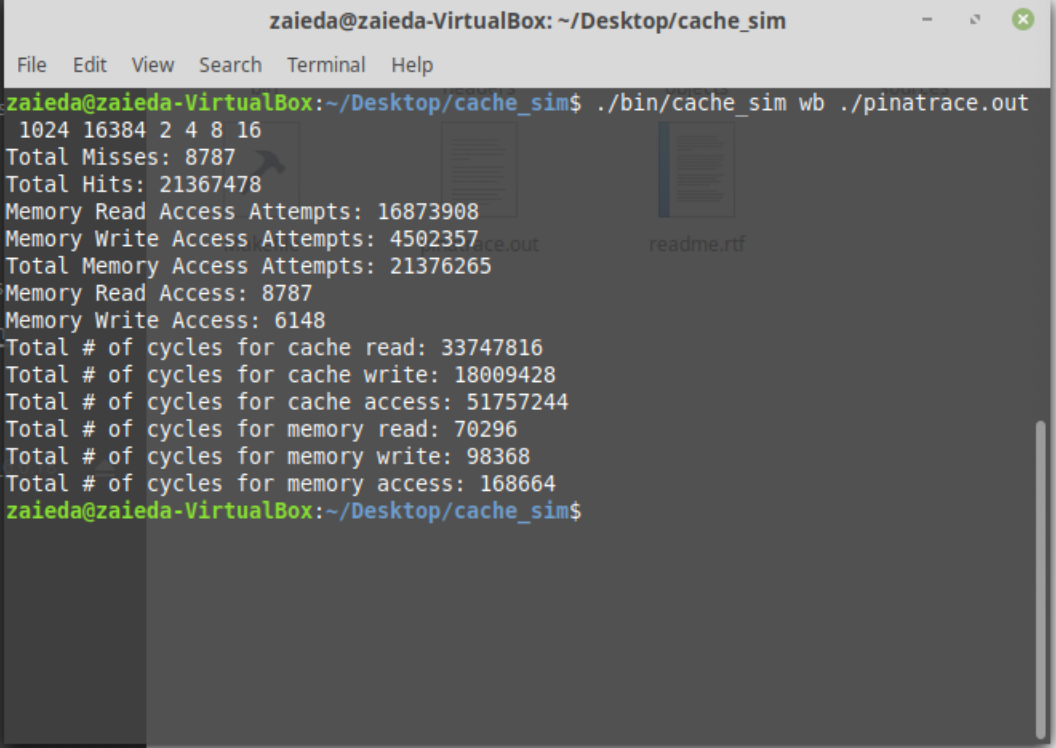 zaieda@zaieda-VirtualBox: ~/Desktop/cache_sim
File Edit View Search Terminal Help
zaieda@zaieda-VirtualBox:~/Desktop/cache_sim$ ./bin/cache_sim wb ./pinatrace.out
1024 16384 2 4 8 16
Total Misses: 8787
Total Hits: 21367478
Memory Read Access Attempts: 16873908
Memory Write Access Attempts: 4502357
Total Memory Access Attempts: 21376265
Memory Read Access: 8787
Memory Write Access: 6148
Total # of cycles for cache read: 33747816
Total # of cycles for cache write: 18009428
Total # of cycles for cache access: 51757244
Total # of cycles for memory read: 70296
Total # of cycles for memory write: 98368
Total # of cycles for memory access: 168664
zaieda@zaieda-VirtualBox:~/Desktop/cache_sim$
readme.rtf